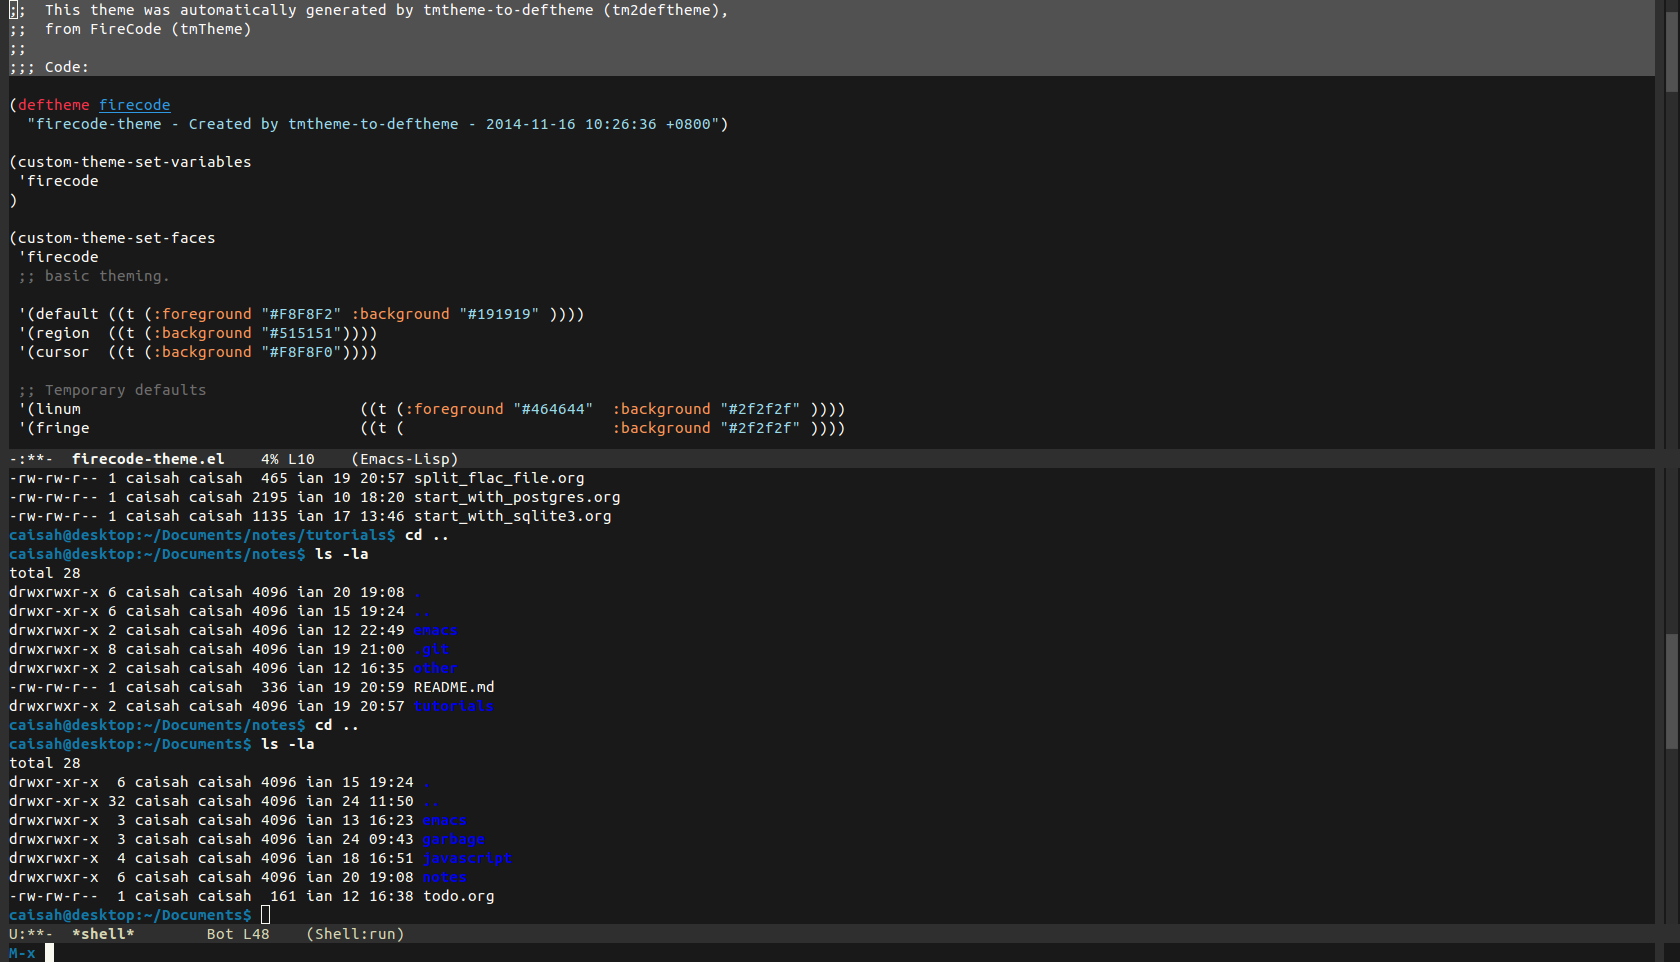 ;;  This theme was automatically generated by tmtheme-to-deftheme (tm2deftheme),
;;  from FireCode (tmTheme)
;;
;;; Code:

(deftheme firecode
  "firecode-theme - Created by tmtheme-to-deftheme - 2014-11-16 10:26:36 +0800")

(custom-theme-set-variables
 'firecode
)

(custom-theme-set-faces
 'firecode
 ;; basic theming.

 '(default ((t (:foreground "#F8F8F2" :background "#191919" ))))
 '(region  ((t (:background "#515151"))))
 '(cursor  ((t (:background "#F8F8F0"))))

 ;; Temporary defaults
 '(linum                               ((t (:foreground "#464644"  :background "#2f2f2f" ))))
 '(fringe                              ((t (                       :background "#2f2f2f" ))))
-:**-  firecode-theme.el    4% L10    (Emacs-Lisp)
-rw-rw-r-- 1 caisah caisah  465 ian 19 20:57 split_flac_file.org
-rw-rw-r-- 1 caisah caisah 2195 ian 10 18:20 start_with_postgres.org
-rw-rw-r-- 1 caisah caisah 1135 ian 17 13:46 start_with_sqlite3.org
caisah@desktop:~/Documents/notes/tutorials$ cd ..
caisah@desktop:~/Documents/notes$ ls -la
total 28
drwxrwxr-x 6 caisah caisah 4096 ian 20 19:08 .
drwxr-xr-x 6 caisah caisah 4096 ian 15 19:24 ..
drwxrwxr-x 2 caisah caisah 4096 ian 12 22:49 emacs
drwxrwxr-x 8 caisah caisah 4096 ian 19 21:00 .git
drwxrwxr-x 2 caisah caisah 4096 ian 12 16:35 other
-rw-rw-r-- 1 caisah caisah  336 ian 19 20:59 README.md
drwxrwxr-x 2 caisah caisah 4096 ian 19 20:57 tutorials
caisah@desktop:~/Documents/notes$ cd ..
caisah@desktop:~/Documents$ ls -la
total 28
drwxr-xr-x  6 caisah caisah 4096 ian 15 19:24 .
drwxr-xr-x 32 caisah caisah 4096 ian 24 11:50 ..
drwxrwxr-x  3 caisah caisah 4096 ian 13 16:23 emacs
drwxrwxr-x  3 caisah caisah 4096 ian 24 09:43 garbage
drwxrwxr-x  4 caisah caisah 4096 ian 18 16:51 javascript
drwxrwxr-x  6 caisah caisah 4096 ian 20 19:08 notes
-rw-rw-r--  1 caisah caisah  161 ian 12 16:38 todo.org
caisah@desktop:~/Documents$
U:**-  *shell*        Bot L48    (Shell:run)
M-x